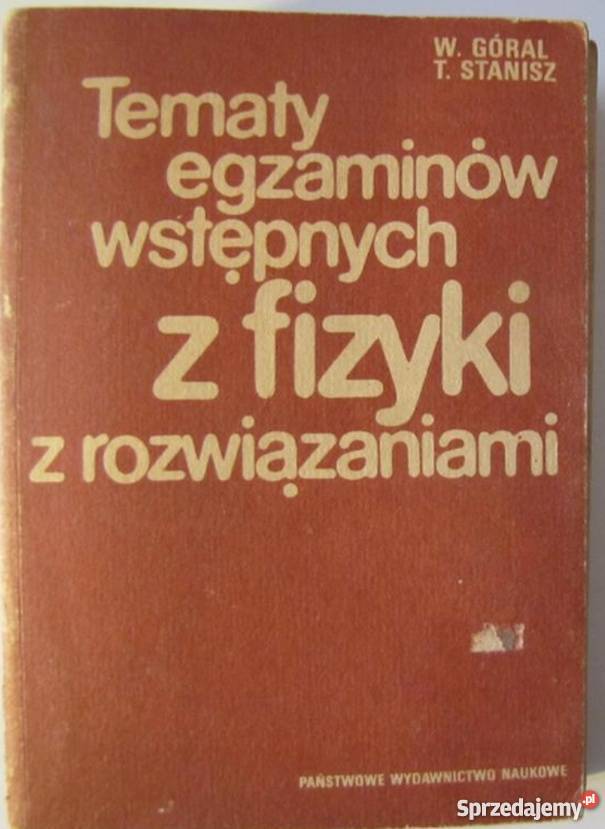 W. GÓRAL
T. STANISZ
Tematy
egzaminów
wstępnych
z fizyki
z rozwiązaniami
PAŃSTWOWE WYDAWNICTWO NAUKOWE
Sprzedajemy.pl